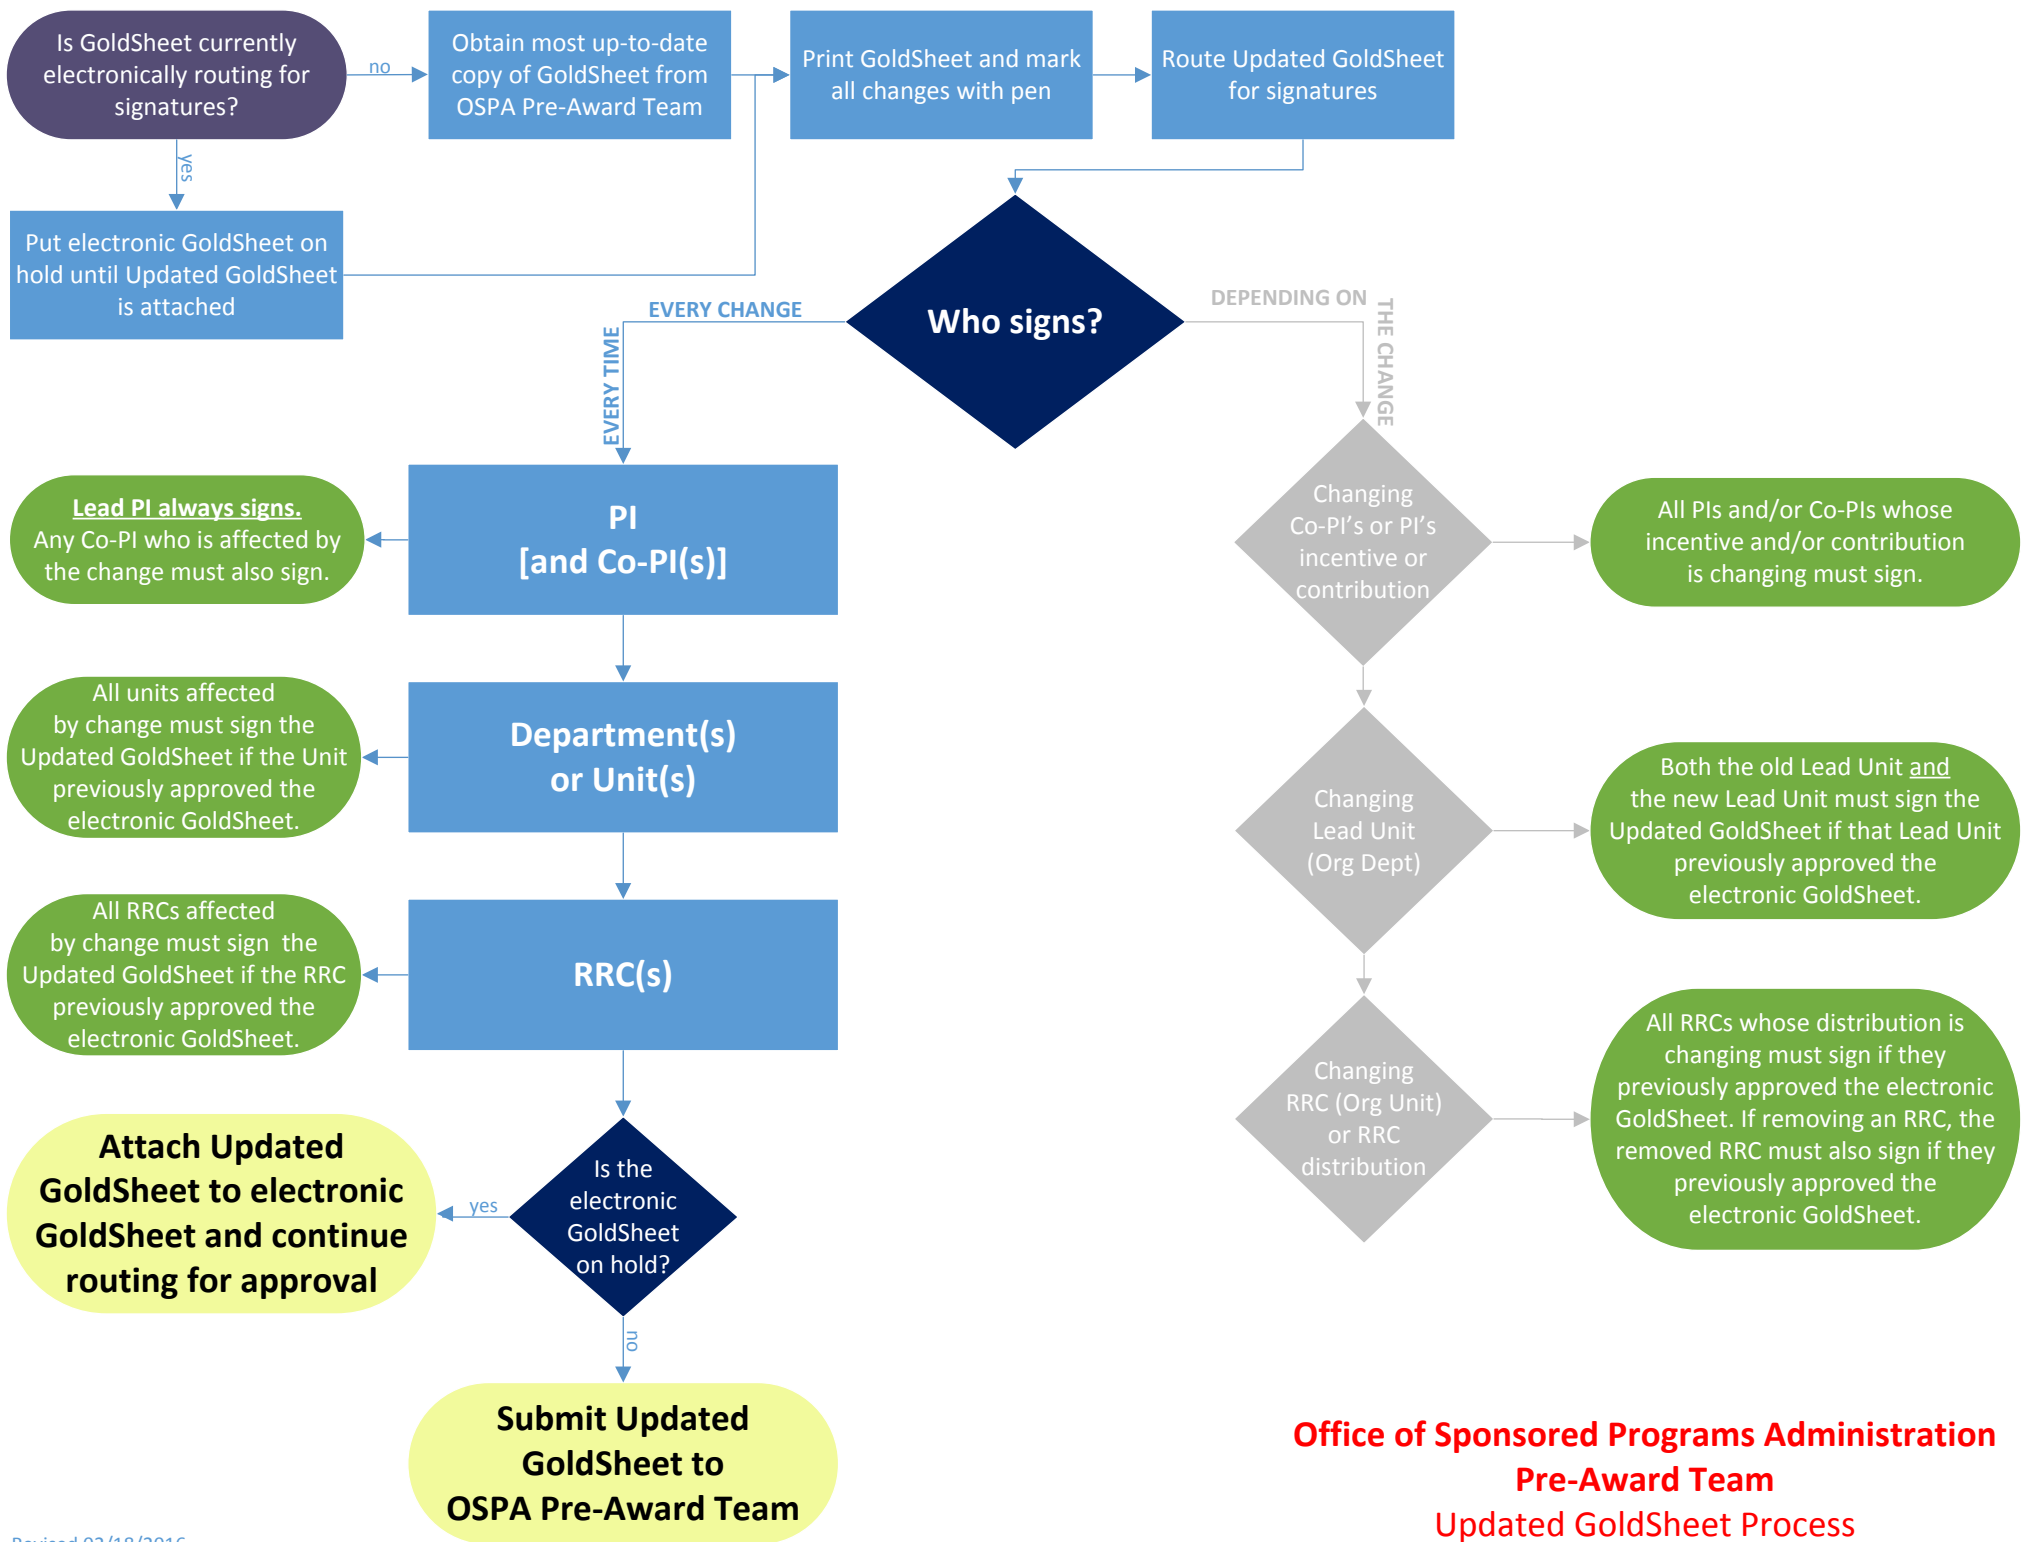 Is GoldSheet currently
electronically routing for
signatures?
no
Obtain most up-to-date
copy of GoldSheet from
OSPA Pre-Award Team
Print GoldSheet and mark
all changes with pen
Route Updated GoldSheet
for signatures
yes
Put electronic GoldSheet on
hold until Updated GoldSheet
is attached
Who signs?
EVERY CHANGE
EVERY TIME
DEPENDING ON
THE CHANGE
Lead PI always signs.
Any Co-PI who is affected by
the change must also sign.
PI
[and Co-PI(s)]
Changing
Co-PI's or PI's
incentive or
contribution
All PIs and/or Co-PIs whose
incentive and/or contribution
is changing must sign.
All units affected
by change must sign the
Updated GoldSheet if the Unit
previously approved the
electronic GoldSheet.
Department(s)
or Unit(s)
Changing
Lead Unit
(Org Dept)
Both the old Lead Unit and
the new Lead Unit must sign the
Updated GoldSheet if that Lead Unit
previously approved the
electronic GoldSheet.
All RRCs affected
by change must sign the
Updated GoldSheet if the RRC
previously approved the
electronic GoldSheet.
RRC(s)
Changing
RRC (Org Unit)
or RRC
distribution
All RRCs whose distribution is
changing must sign if they
previously approved the electronic
GoldSheet. If removing an RRC, the
removed RRC must also sign if they
previously approved the
electronic GoldSheet.
Is the
electronic
GoldSheet
on hold?
yes
Attach Updated
GoldSheet to electronic
GoldSheet and continue
routing for approval
no
Submit Updated
GoldSheet to
OSPA Pre-Award Team
Office of Sponsored Programs Administration
Pre-Award Team
Updated GoldSheet Process
Revised 02/18/2016